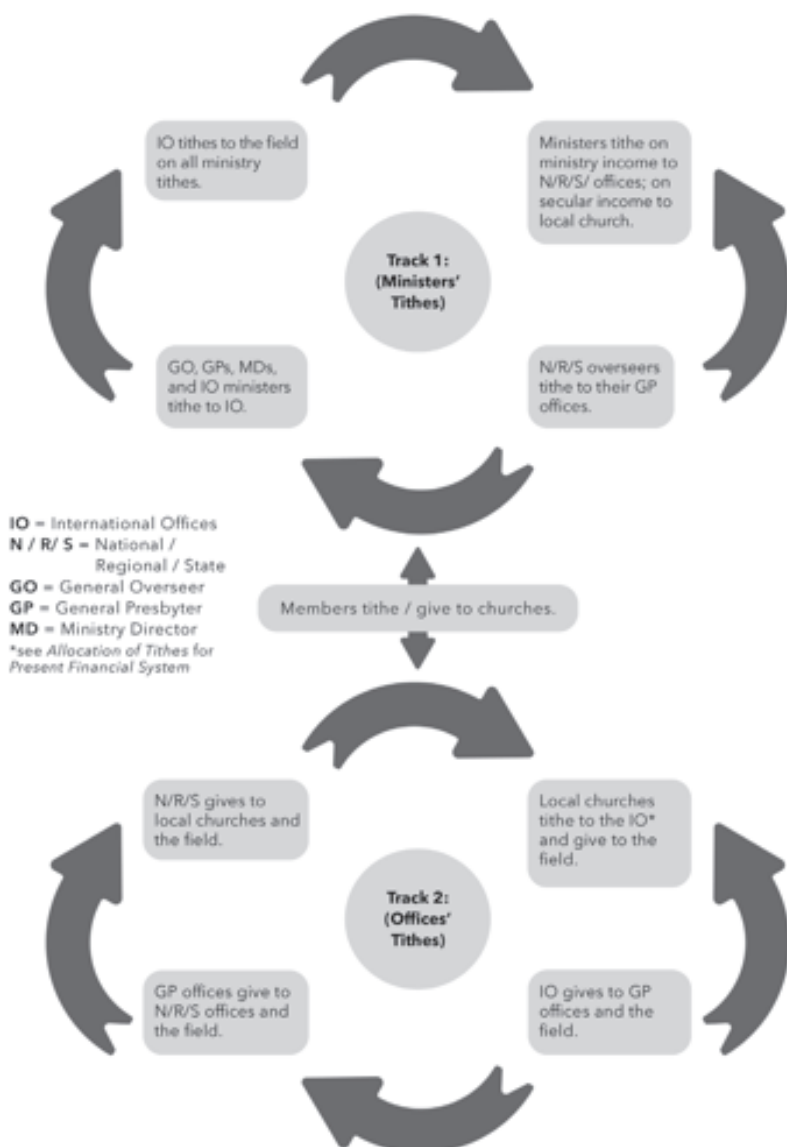 IO tithes to the field
on all ministry
tithes.
Ministers tithe on
ministry income to
N/R/S/ offices; on
secular income to
local church.
Track 1:
(Ministers'
Tithes)
GO, GPs, MDs,
and IO ministers
tithe to IO.
N/R/S overseers
tithe to their GP
offices.
IO = International Offices
N / R/ S = National /
Regional / State
GO = General Overseer
GP = General Presbyter
MD = Ministry Director
*see Allocation of Tithes for
Present Financial System
Members tithe / give to churches.
N/R/S gives to
local churches and
the field.
Local churches
tithe to the IO*
and give to the
field.
Track 2:
(Offices'
Tithes)
GP offices give to
N/R/S offices and
the field.
IO gives to GP
offices and the
field.